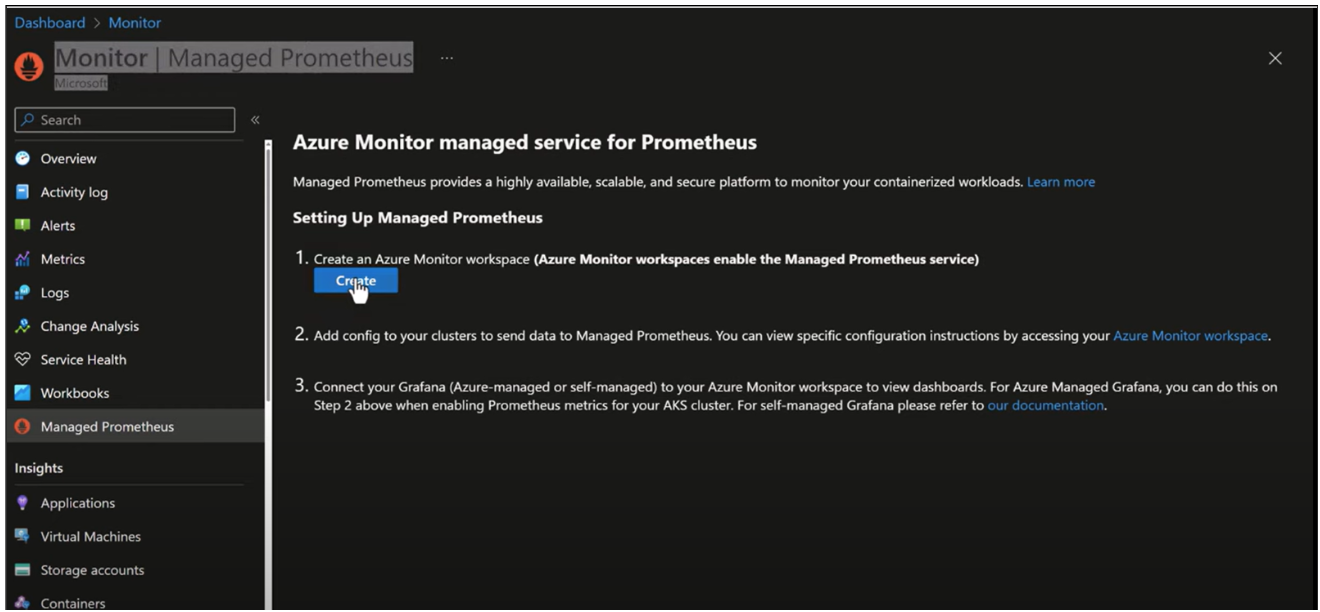 Dashboard > Monitor
Monitor | Managed Prometheus ...
Microsoft
Search
«
Overview
Activity log
Alerts
Metrics
Logs
Change Analysis
Service Health
Workbooks
Managed Prometheus
Insights
Applications
Virtual Machines
Storage accounts
Containers
Azure Monitor managed service for Prometheus
Managed Prometheus provides a highly available, scalable, and secure platform to monitor your containerized workloads. Learn more
Setting Up Managed Prometheus
1. Create an Azure Monitor workspace (Azure Monitor workspaces enable the Managed Prometheus service)
Create
2. Add config to your clusters to send data to Managed Prometheus. You can view specific configuration instructions by accessing your Azure Monitor workspace.
3. Connect your Grafana (Azure-managed or self-managed) to your Azure Monitor workspace to view dashboards. For Azure Managed Grafana, you can do this on
Step 2 above when enabling Prometheus metrics for your AKS cluster. For self-managed Grafana please refer to our documentation.